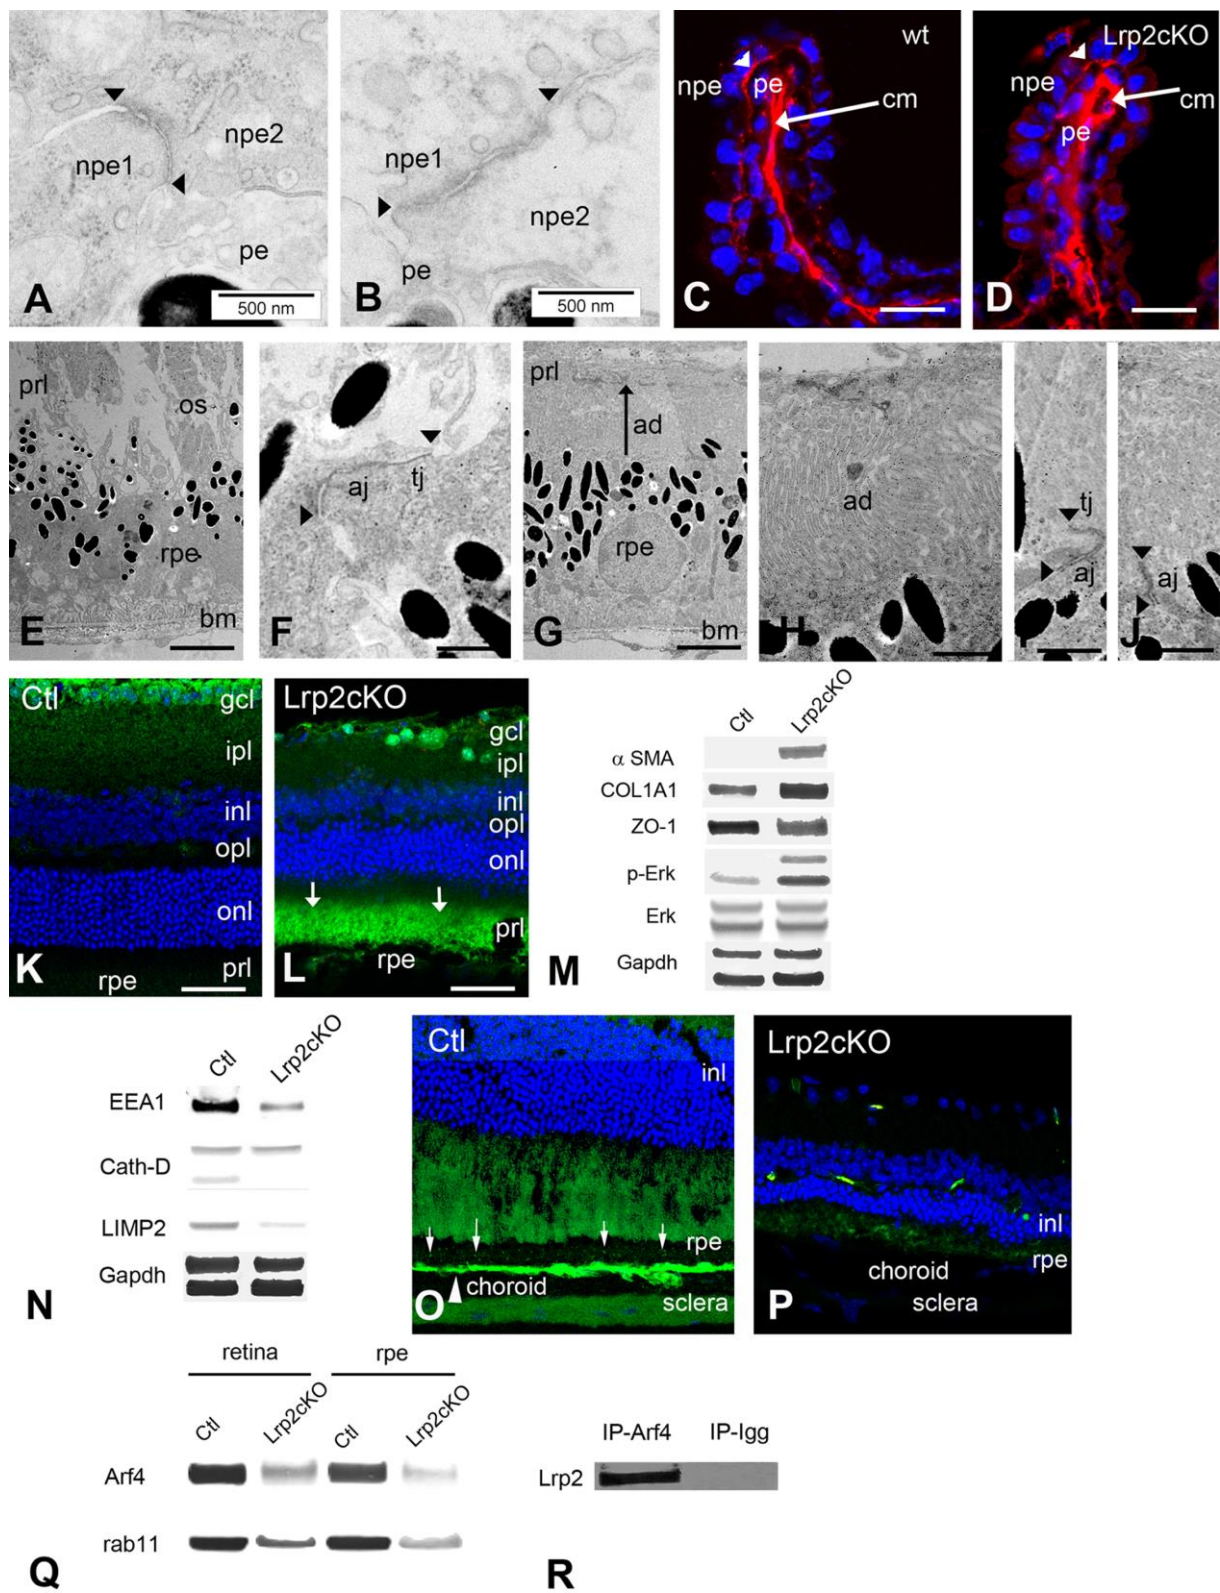 wt
Lrp2cKO
npe2
npe1
pe
500 nm
A
npe1
npe2
pe
500 nm
B
npe
pe
cm
C
npe
pe
cm
D
prl
os
rpe
bm
E
aj
tj
F
prl
ad
rpe
bm
G
ad
H
tj
aj
I
aj
J
Ctl
gcl
ipl
inl
opl
onl
prl
rpe
K
Lrp2cKO
gcl
ipl
inl
opl
onl
prl
rpe
L
Ctl
Lrp2cKO
α SMA
COL1A1
ZO-1
p-Erk
Erk
Gapdh
M
Ctl
Lrp2cKO
EEA1
Cath-D
LIMP2
Gapdh
N
Ctl
inl
rpe
choroid
sclera
O
Lrp2cKO
inl
rpe
choroid
sclera
P
retina rpe
Ctl Lrp2cKO Ctl Lrp2cKO
Arf4
rab11
Q
IP-Arf4 IP-Igg
Lrp2
R